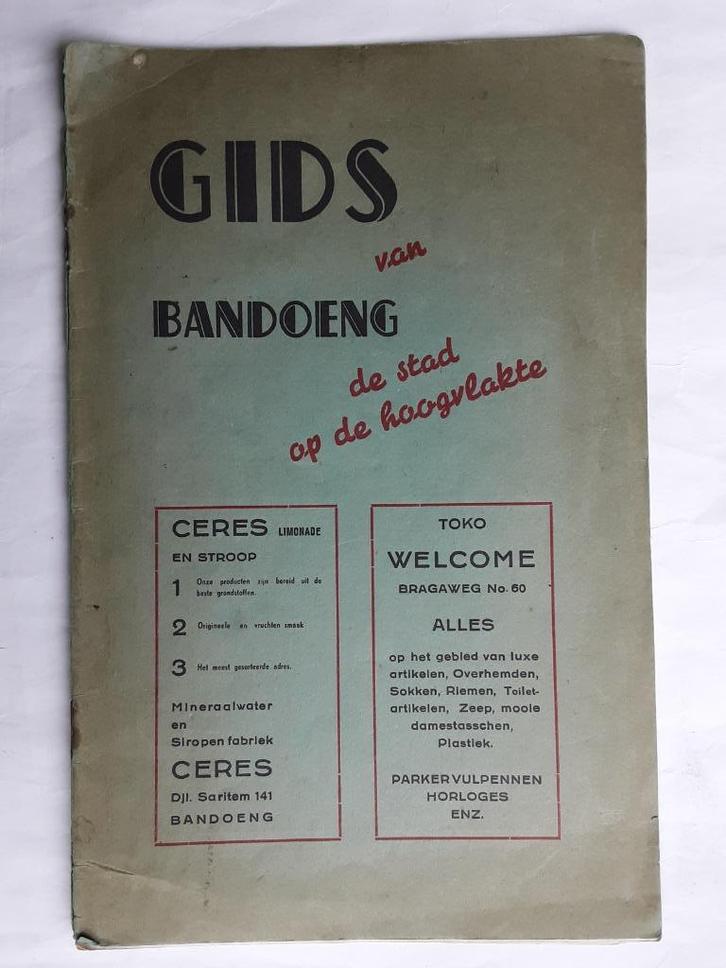 GIDS
van
BANDOENG
de stad
op de hoogvlakte
CERES LIMONADE
EN STROOP
1 Onze producten zijn bereid uit de
beste grondstoffen.
2 Origineele en vruchten smaak
3 Het meest gesorteerde adres.
Mineraalwater
en
Siropen fabriek
CERES
Djl. Saritem 141
BANDOENG
TOKO
WELCOME
BRAGAWEG No. 60
ALLES
op het gebied van luxe
artikelen, Overhemden,
Sokken, Riemen, Toilet-
artikelen, Zeep, mooie
damestasschen,
Plastiek.
PARKER VULPENNEN
HORLOGES
ENZ.